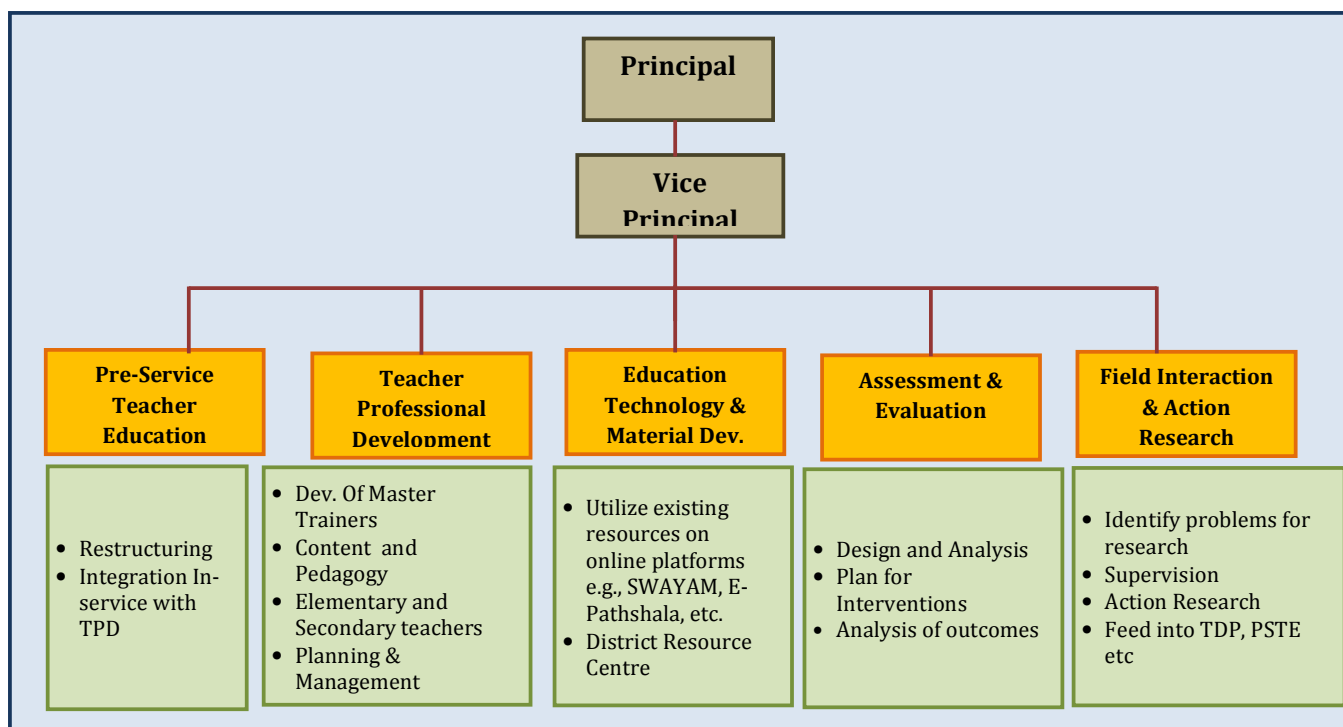 Principal
Vice
Principal
Pre-Service
Teacher
Education
Teacher
Professional
Development
Education
Technology &
Material Dev.
Assessment &
Evaluation
Field Interaction
& Action
Research
• Restructuring
• Integration In-
service with
TPD
• Dev. Of Master
Trainers
• Content and
Pedagogy
• Elementary and
Secondary teachers
• Planning &
Management
• Utilize existing
resources on
online platforms
e.g., SWAYAM, E-
Pathshala, etc.
• District Resource
Centre
• Design and Analysis
• Plan for
Interventions
• Analysis of outcomes
• Identify problems for
research
• Supervision
• Action Research
• Feed into TDP, PSTE
etc